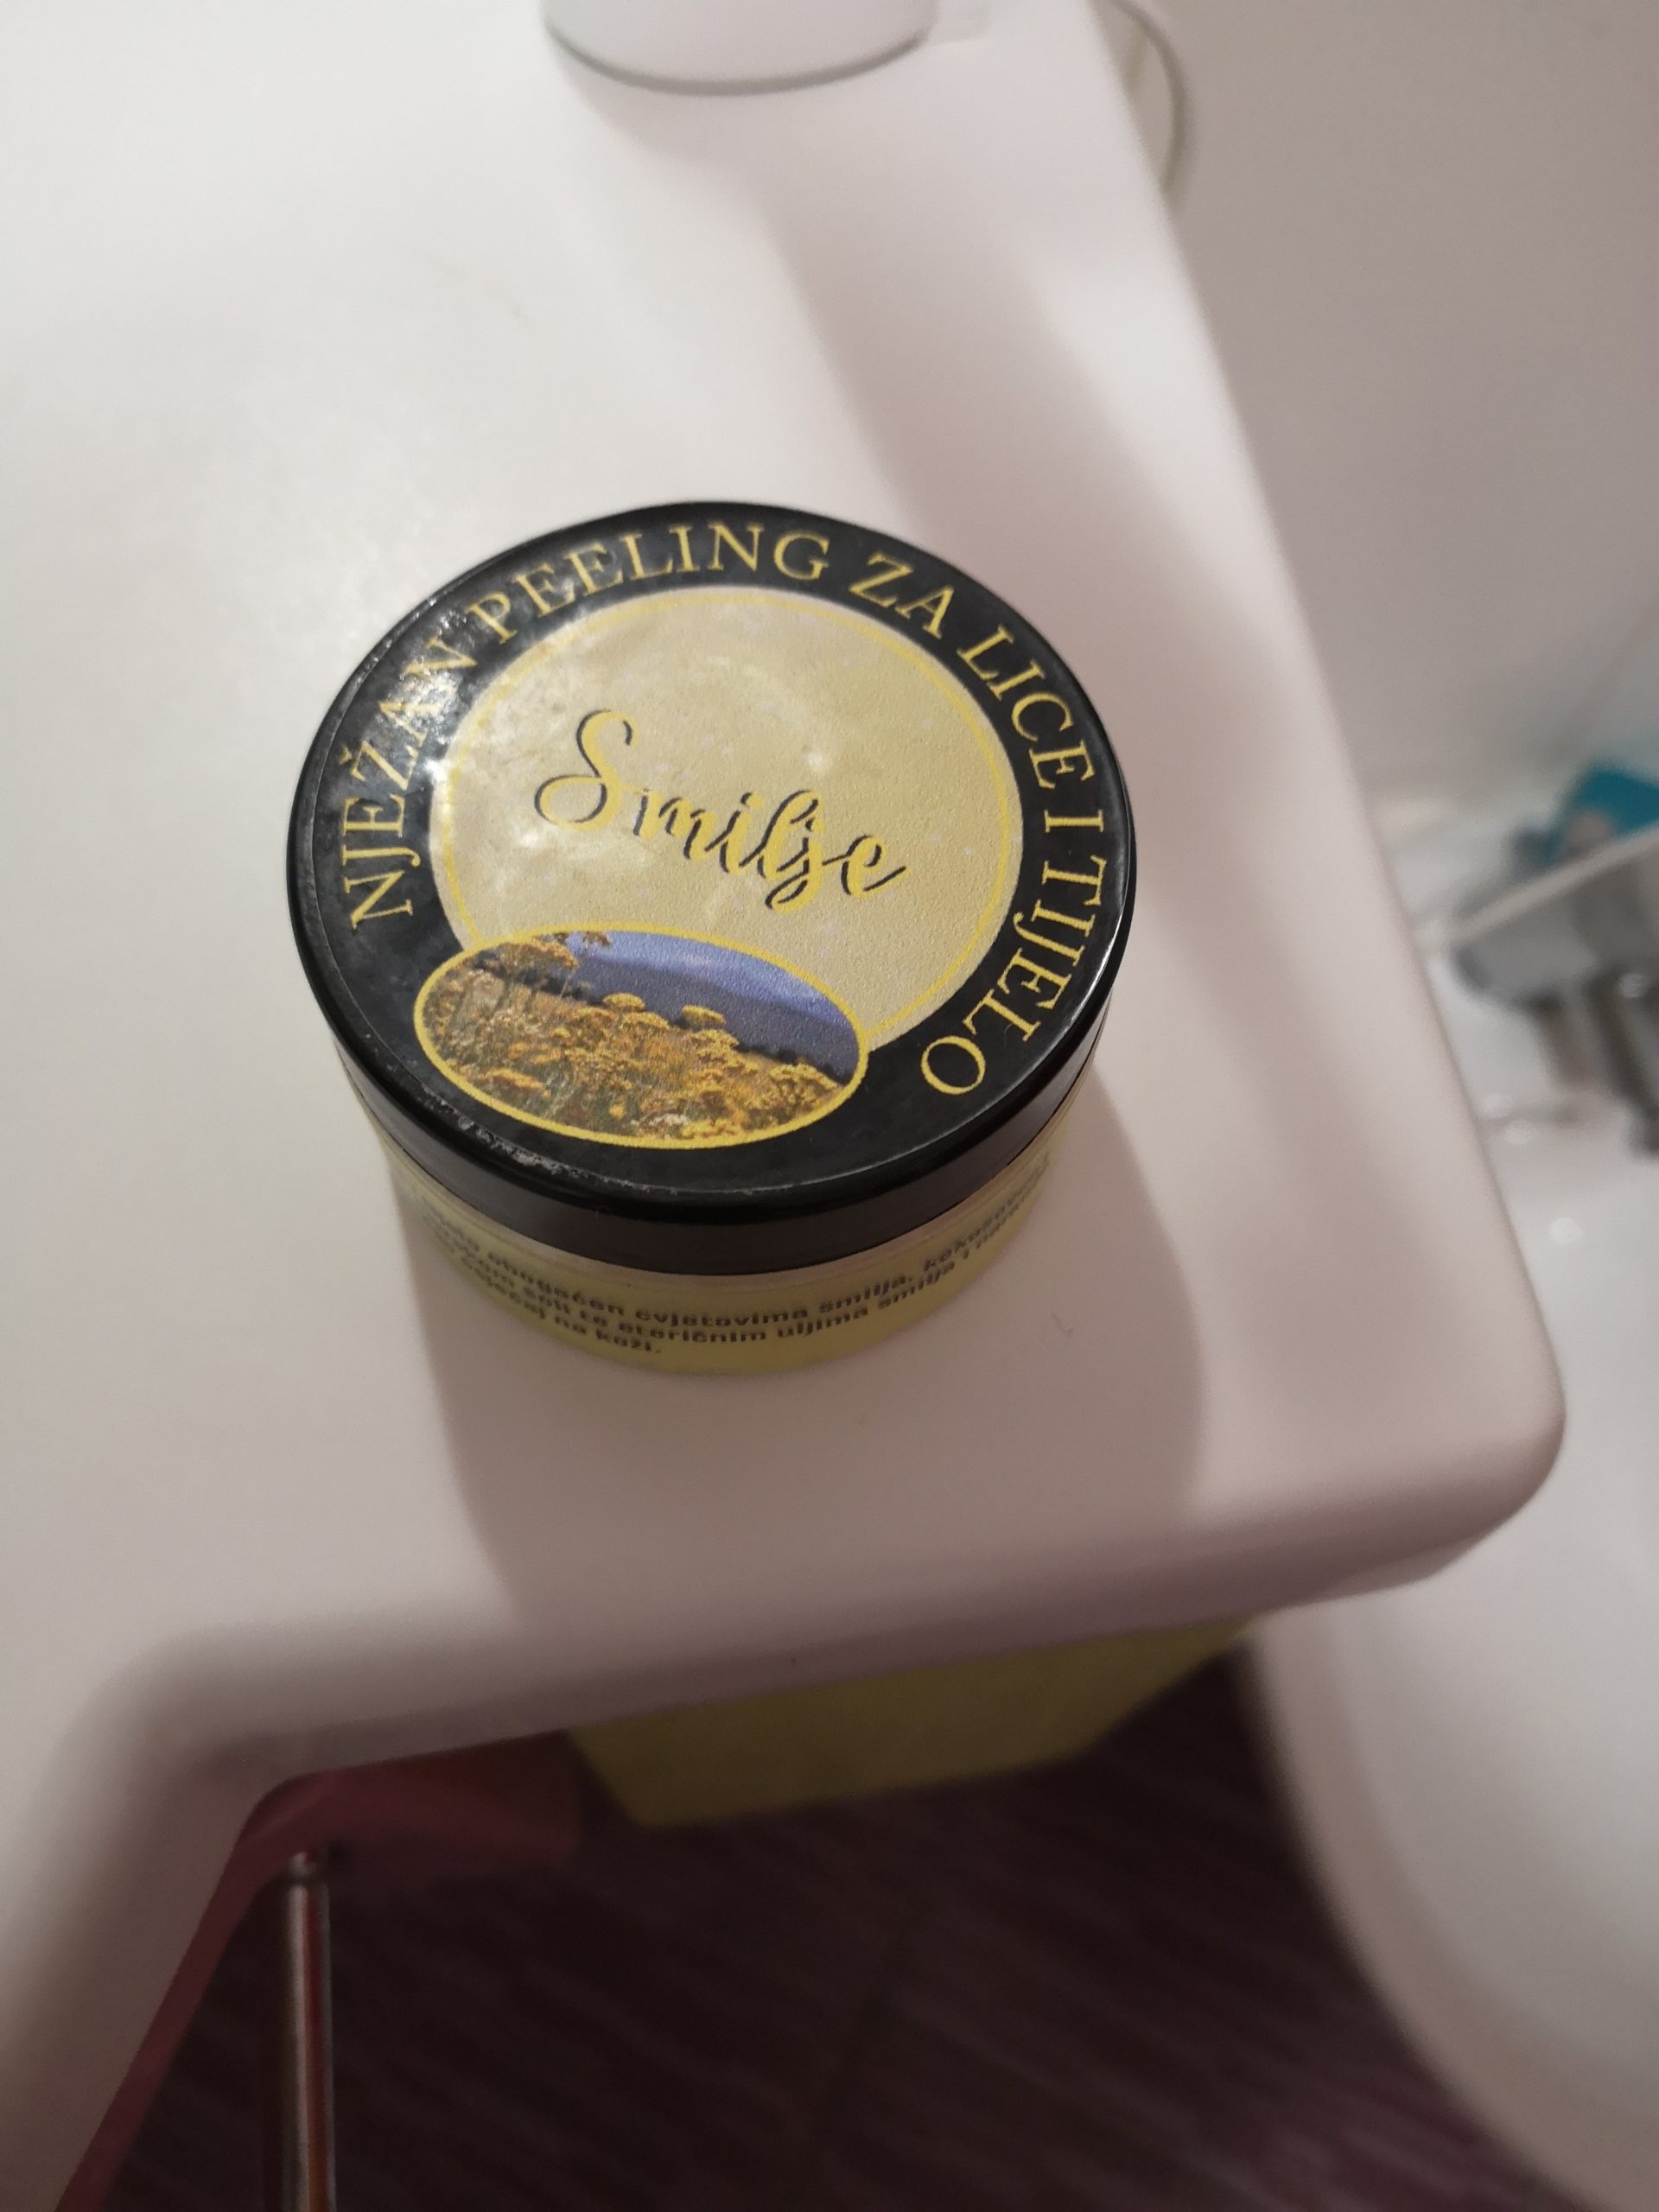 NJEŽAN PEELING ZA LICE I TIJELO
Smilje
obogaćen cvjetovima smilja,
soli te eteričnim uljima smilja i
na koži.